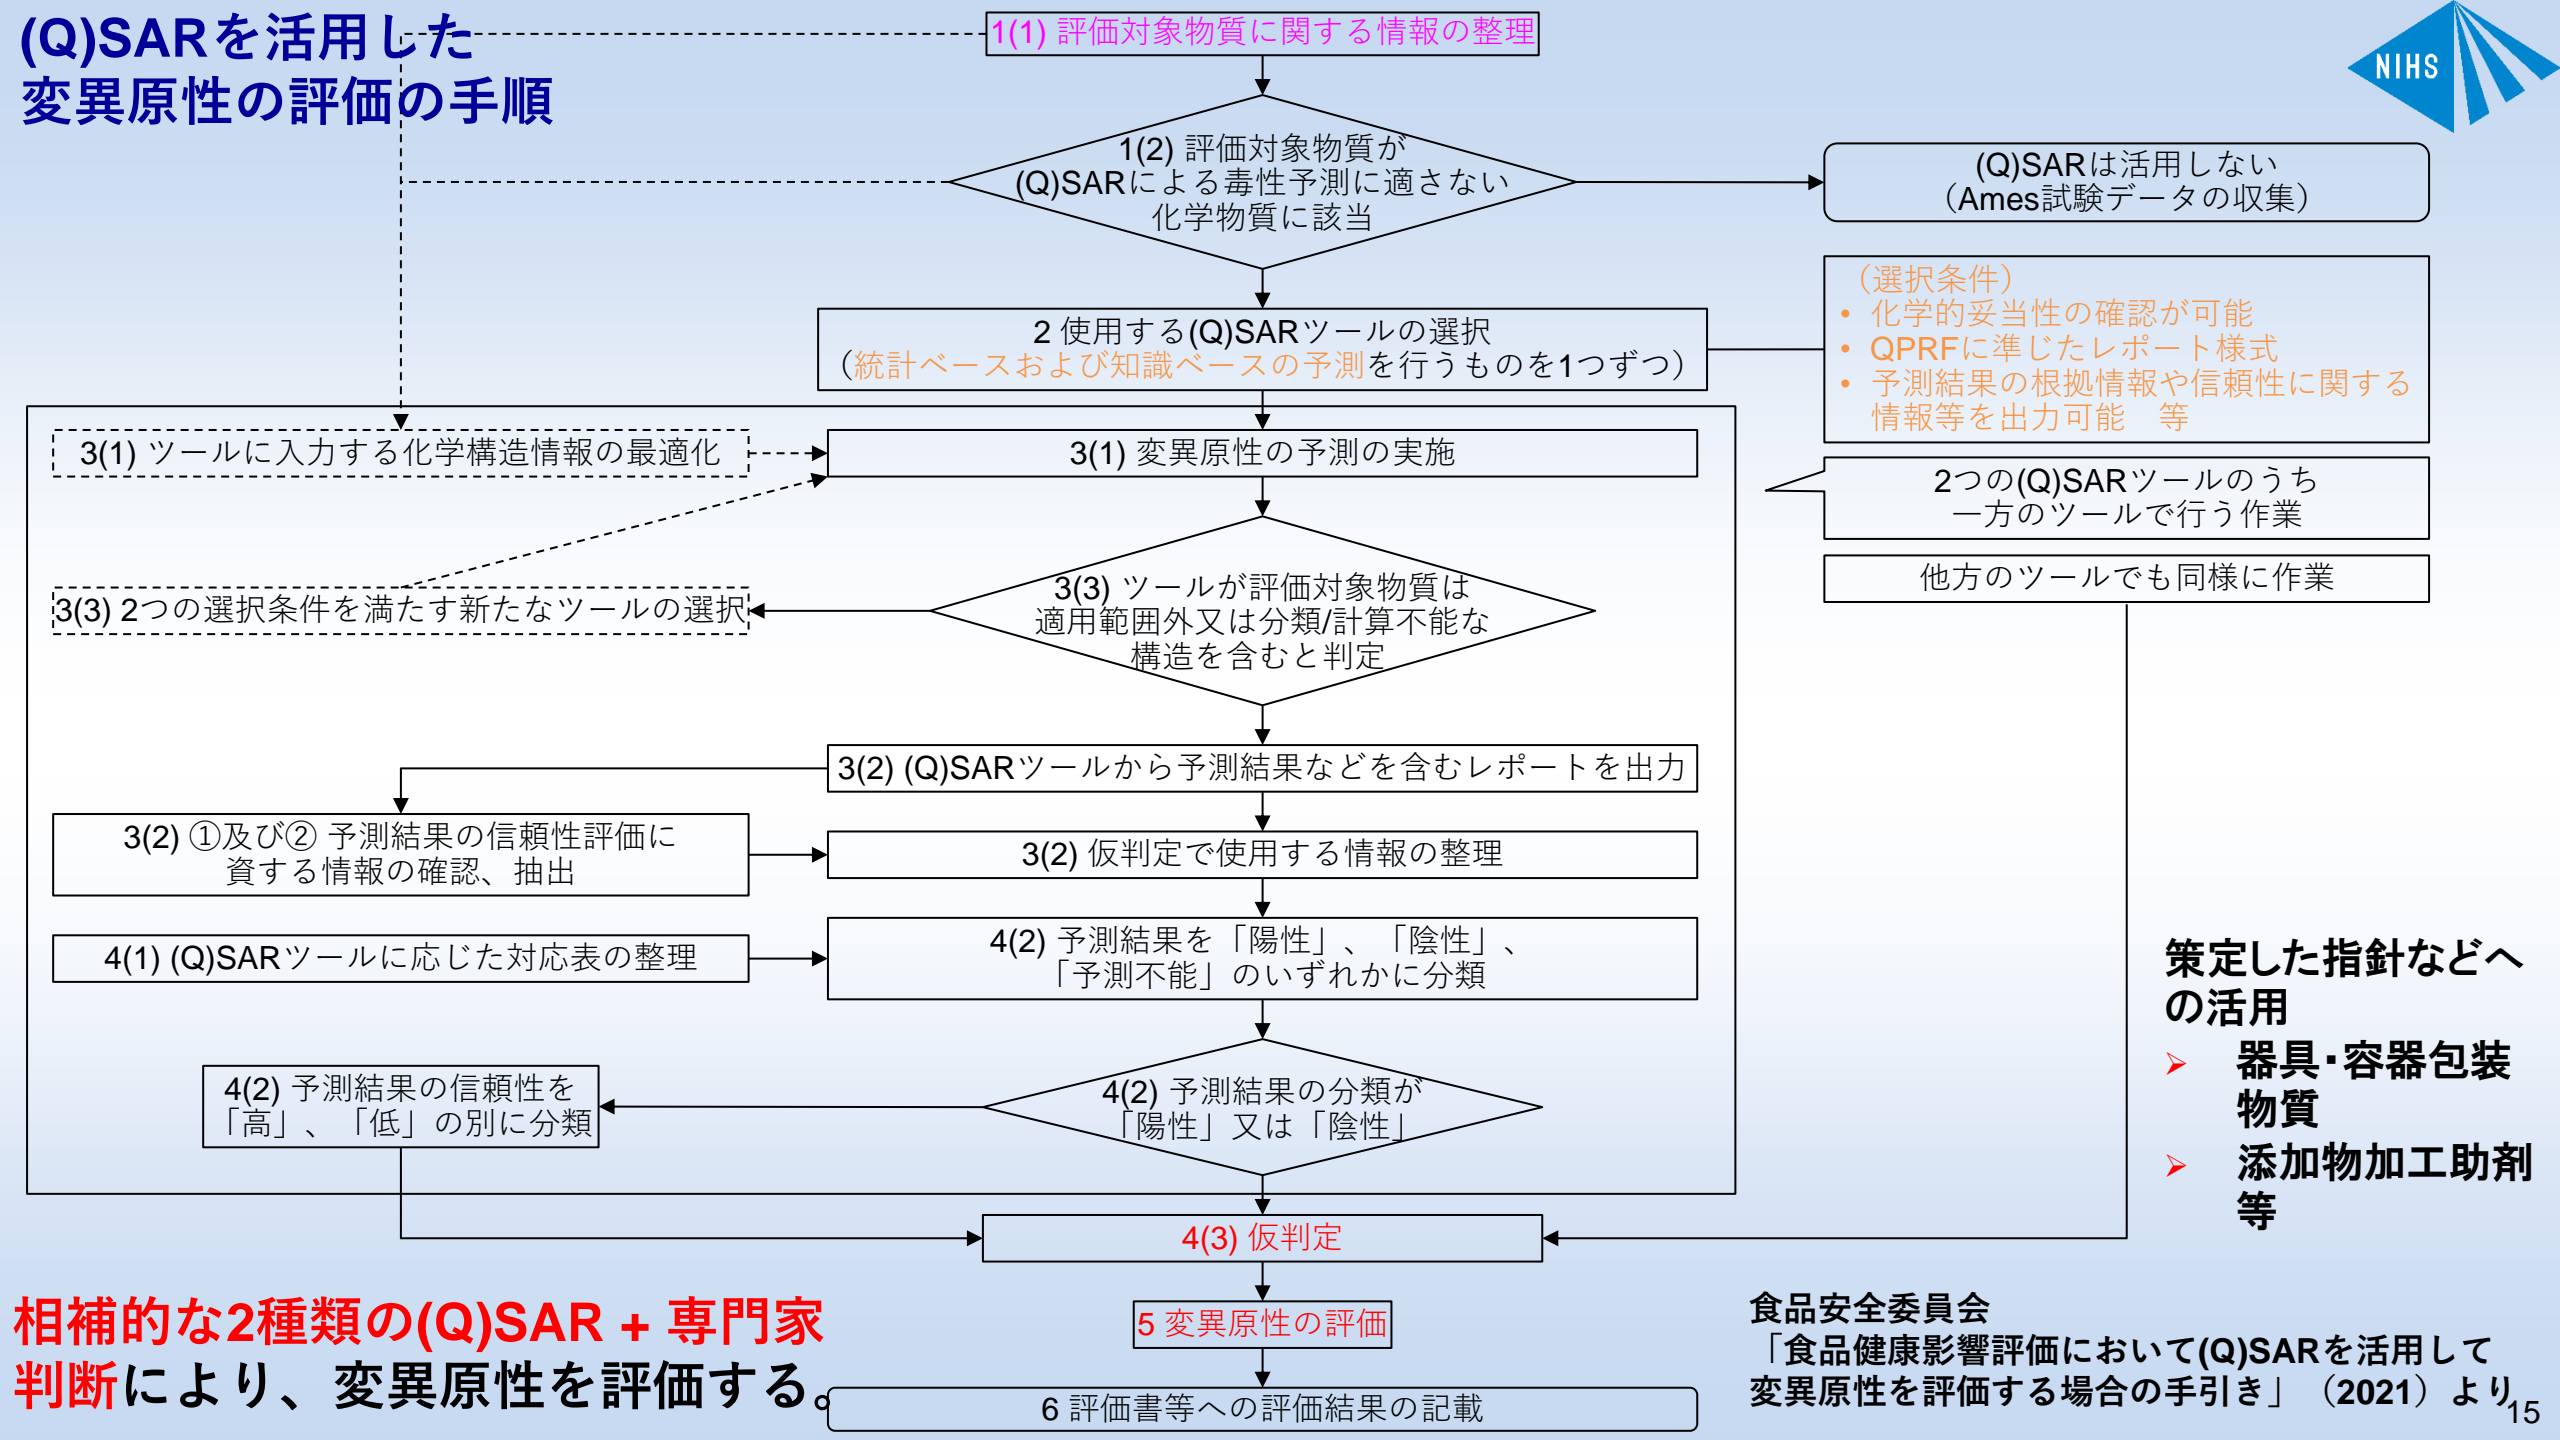 (Q)SARを活用した
変異原性の評価の手順
NIHS
1(1) 評価対象物質に関する情報の整理
1(2) 評価対象物質が
(Q)SARによる毒性予測に適さない
化学物質に該当
(Q)SARは活用しない
（Ames試験データの収集）
2 使用する(Q)SARツールの選択
（統計ベースおよび知識ベースの予測を行うものを1つずつ）
（選択条件）
• 化学的妥当性の確認が可能
• QPRFに準じたレポート様式
• 予測結果の根拠情報や信頼性に関する
情報等を出力可能　等
3(1) ツールに入力する化学構造情報の最適化
3(1) 変異原性の予測の実施
2つの(Q)SARツールのうち
一方のツールで行う作業
他方のツールでも同様に作業
3(3) ツールが評価対象物質は
適用範囲外又は分類/計算不能な
構造を含むと判定
3(3) 2つの選択条件を満たす新たなツールの選択
3(2) (Q)SARツールから予測結果などを含むレポートを出力
3(2) ①及び② 予測結果の信頼性評価に
資する情報の確認、抽出
3(2) 仮判定で使用する情報の整理
4(1) (Q)SARツールに応じた対応表の整理
4(2) 予測結果を「陽性」、「陰性」、
「予測不能」のいずれかに分類
4(2) 予測結果の信頼性を
「高」、「低」の別に分類
4(2) 予測結果の分類が
「陽性」又は「陰性」
策定した指針などへ
の活用
➢ 器具・容器包装
物質
➢ 添加物加工助剤
等
4(3) 仮判定
5 変異原性の評価
6 評価書等への評価結果の記載
相補的な2種類の(Q)SAR + 専門家
判断により、変異原性を評価する。
食品安全委員会
「食品健康影響評価において(Q)SARを活用して
変異原性を評価する場合の手引き」（2021）より
15